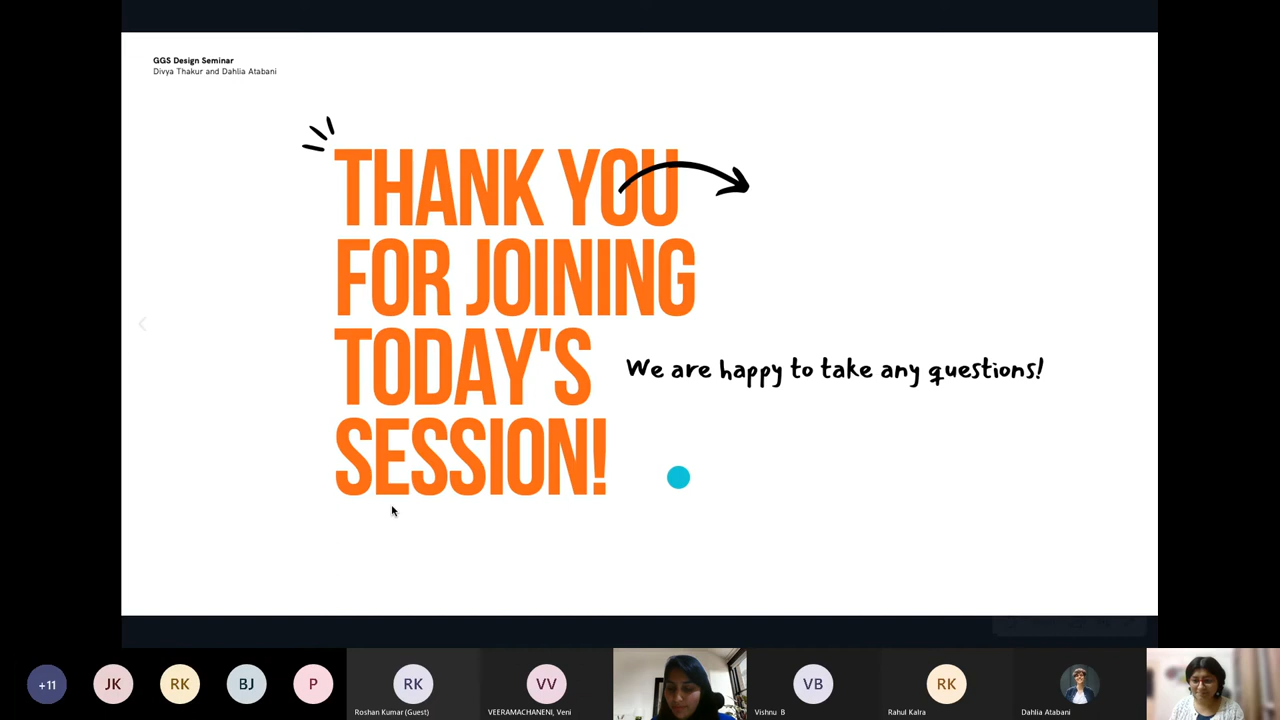 GGS Design Seminar
Divya Thakur and Dahlia Atabani
THANK YOU
FOR JOINING
TODAY'S
SESSION!
We are happy to take any questions!
+11
JK
RK
BJ
P
RK
VV
VB
RK
Roshan Kumar (Guest)
VEERAMACHANENI, Veni
Vishnu B
Rahul Kalra
Dahlia Atabani